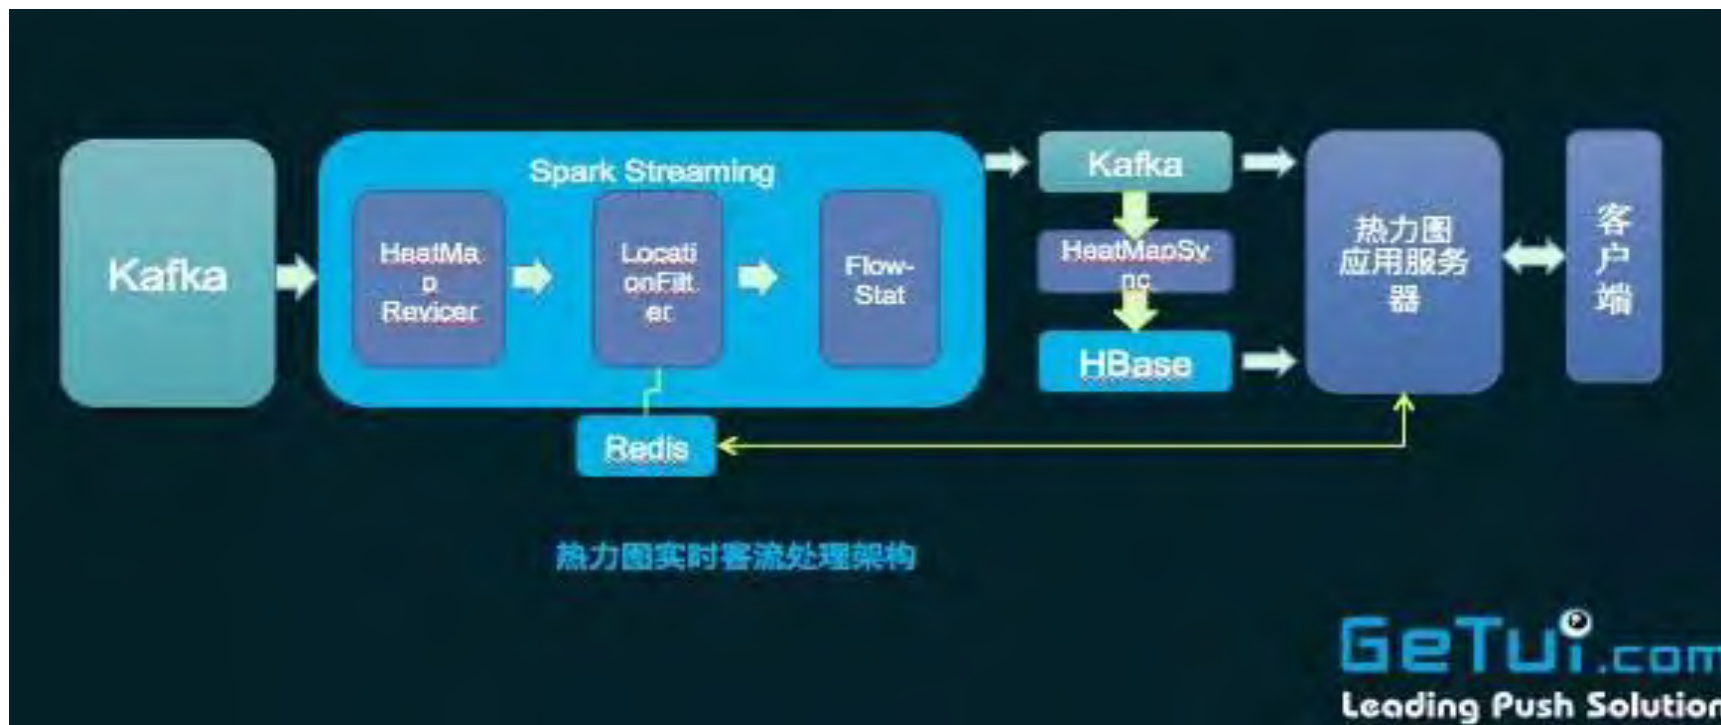 Spark Streaming
Kafka
HeatMa
p
Revicer
Locati
onFilt
er
Flow-
Stat
Redis
Kafka
HeatMapSy
nc
HBase
热力图
应用服务
器
客
户
端
热力图实时客流处理架构
GeTui.com
Leading Push Solution